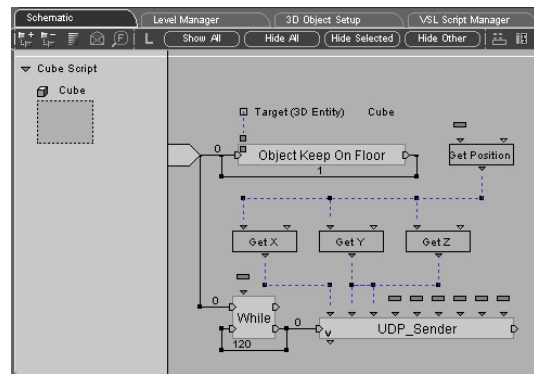 Schematic Level Manager 3D Object Setup VSL Script Manager
L Show All Hide All Hide Selected Hide Other
Cube Script
Cube
Target (3D Entity) Cube
0 Object Keep On Floor Get Position
1
Get X Get Y Get Z
0
While 0 V UDP_Sender
120